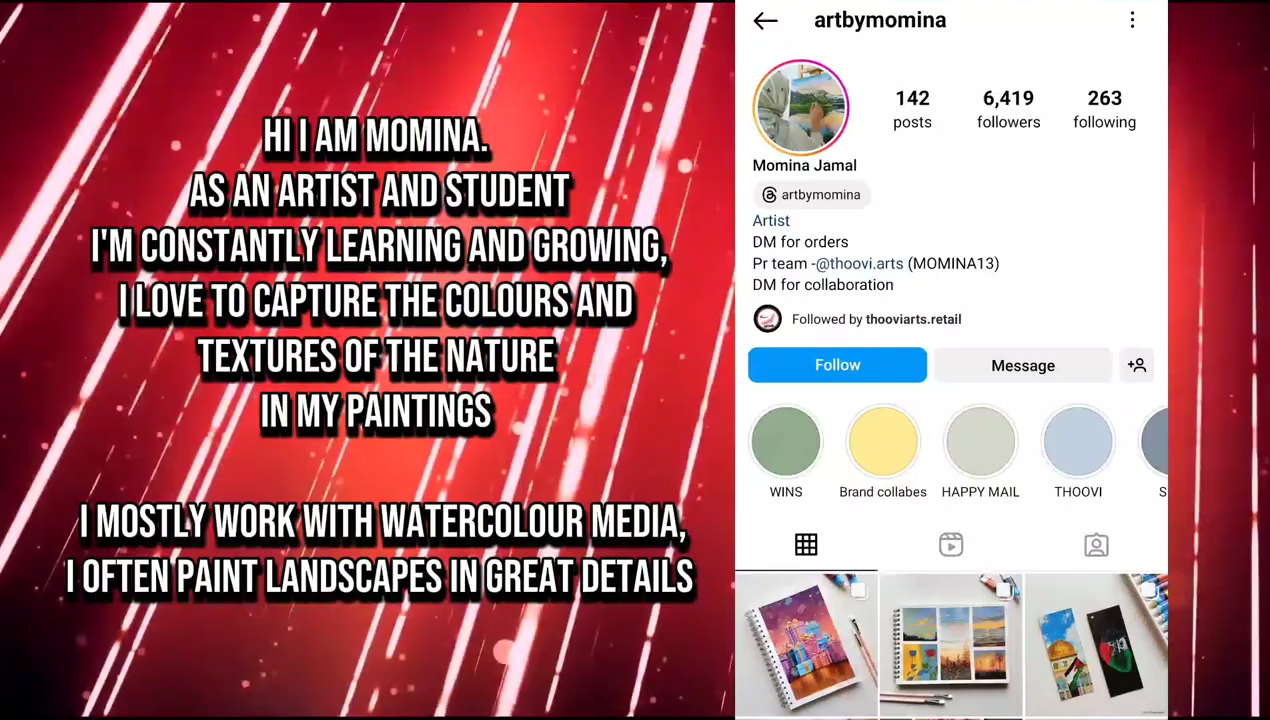 HI I AM MOMINA.
AS AN ARTIST AND STUDENT
I'M CONSTANTLY LEARNING AND GROWING,
I LOVE TO CAPTURE THE COLOURS AND
TEXTURES OF THE NATURE
IN MY PAINTINGS
I MOSTLY WORK WITH WATERCOLOUR MEDIA,
I OFTEN PAINT LANDSCAPES IN GREAT DETAILS
artbymomina
142 6,419 263
posts followers following
Momina Jamal
artbymomina
Artist
DM for orders
Pr team -@thoovi.arts (MOMINA13)
DM for collaboration
Followed by thooviarts.retail
Follow Message
WINS Brand collabes HAPPY MAIL THOOVI S